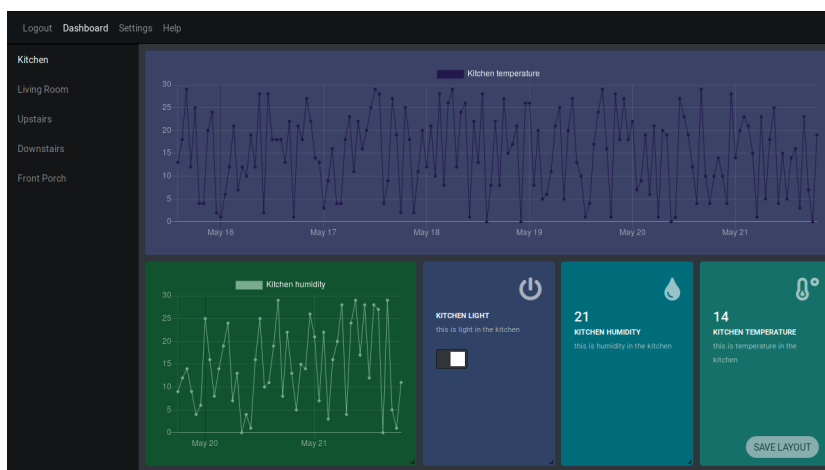 Logout Dashboard Settings Help
Kitchen
Living Room
Upstairs
Downstairs
Front Porch
Kitchen temperature
30
25
20
15
10
5
0
May 16 May 17 May 18 May 19 May 20 May 21
Kitchen humidity
30
25
20
15
10
5
0
May 20 May 21
KITCHEN LIGHT
this is light in the kitchen
21
KITCHEN HUMIDITY
this is humidity in the kitchen
14
KITCHEN TEMPERATURE
this is temperature in the
kitchen
SAVE LAYOUT